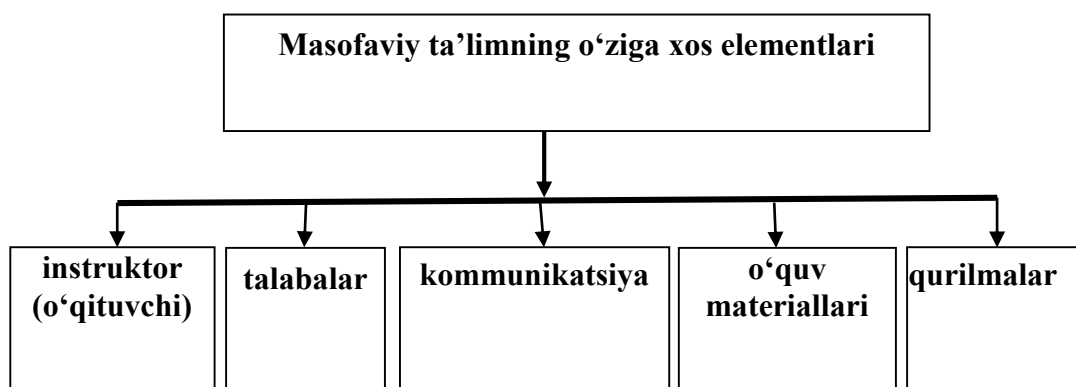 Masofaviy ta’limning o‘ziga xos elementlari
instruktor
(o‘qituvchi)
talabalar
kommunikatsiya
o‘quv
materiallari
qurilmalar